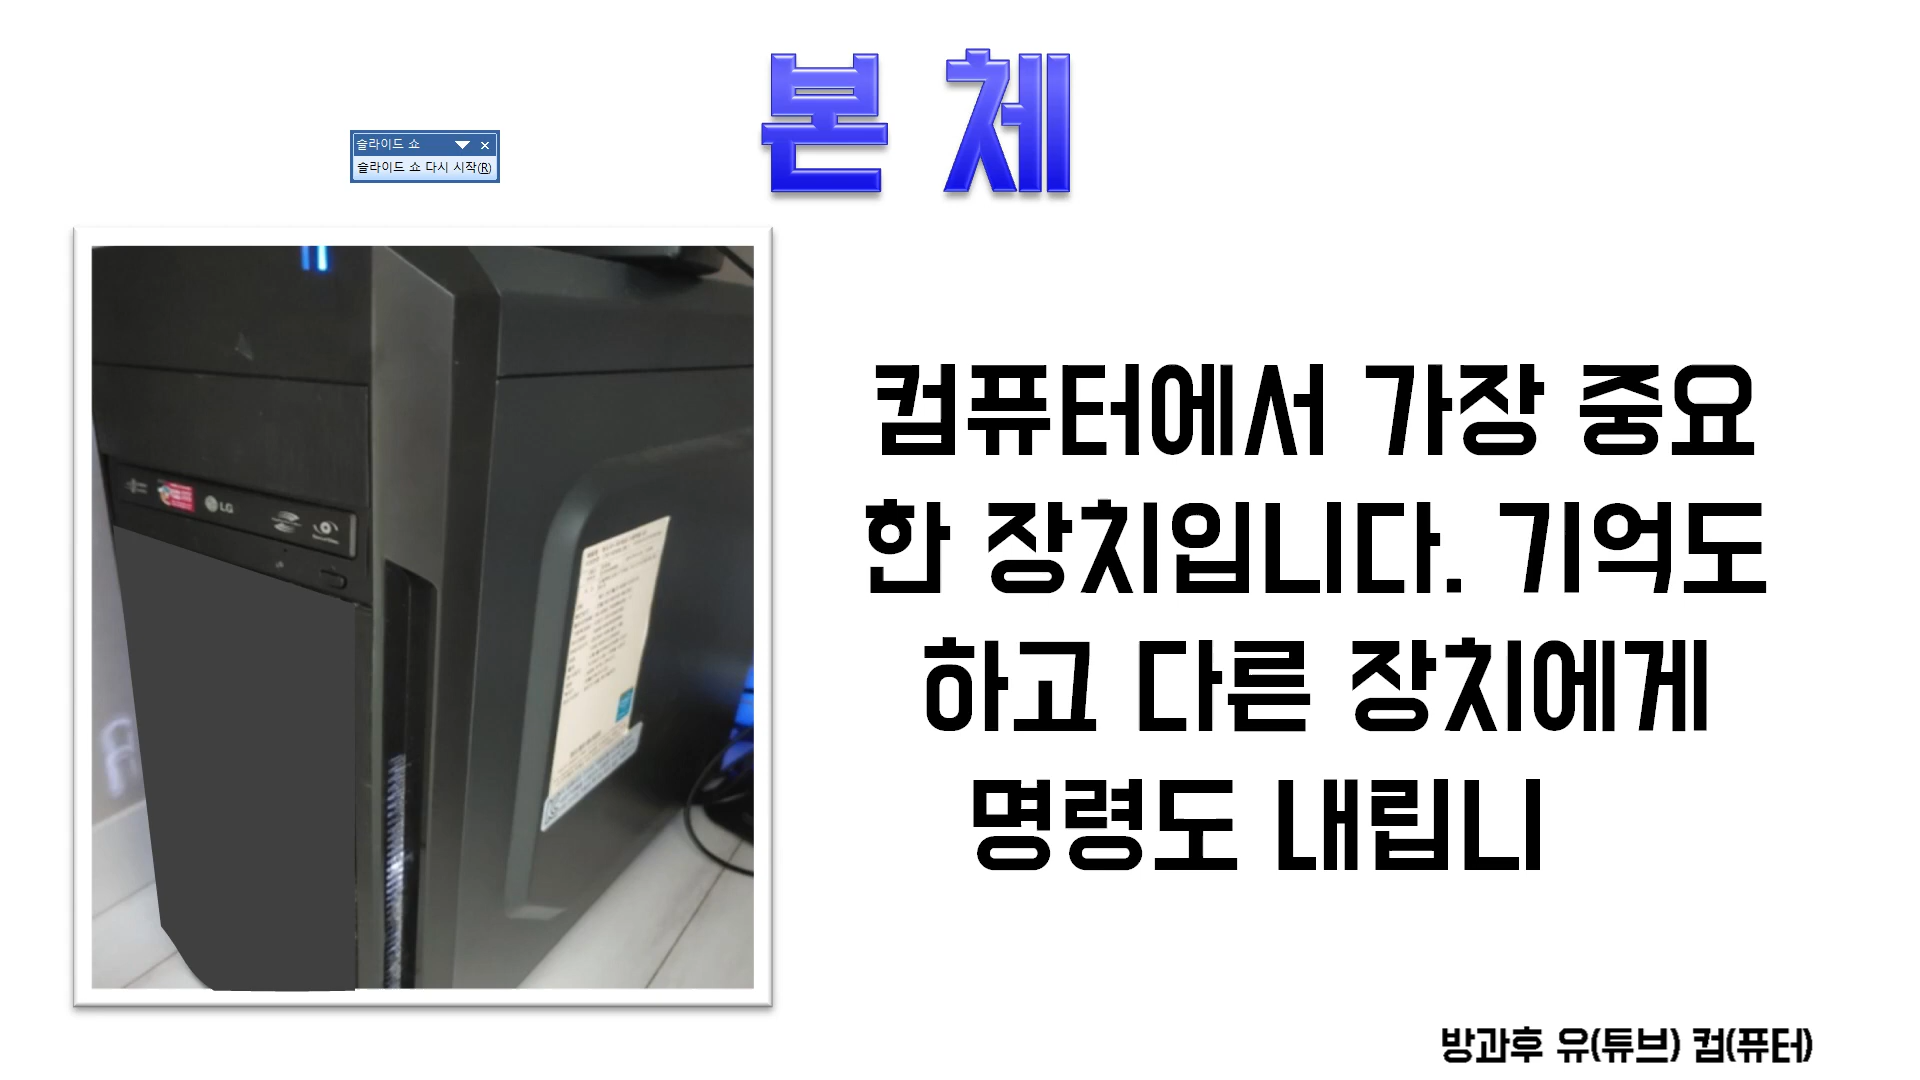 본 체
슬라이드 쇼
슬라이드 쇼 다시 시작(R)
LG
컴퓨터에서 가장 중요
한 장치입니다. 기억도
하고 다른 장치에게
명령도 내립니
방과후 유(튜브) 컴(퓨터)